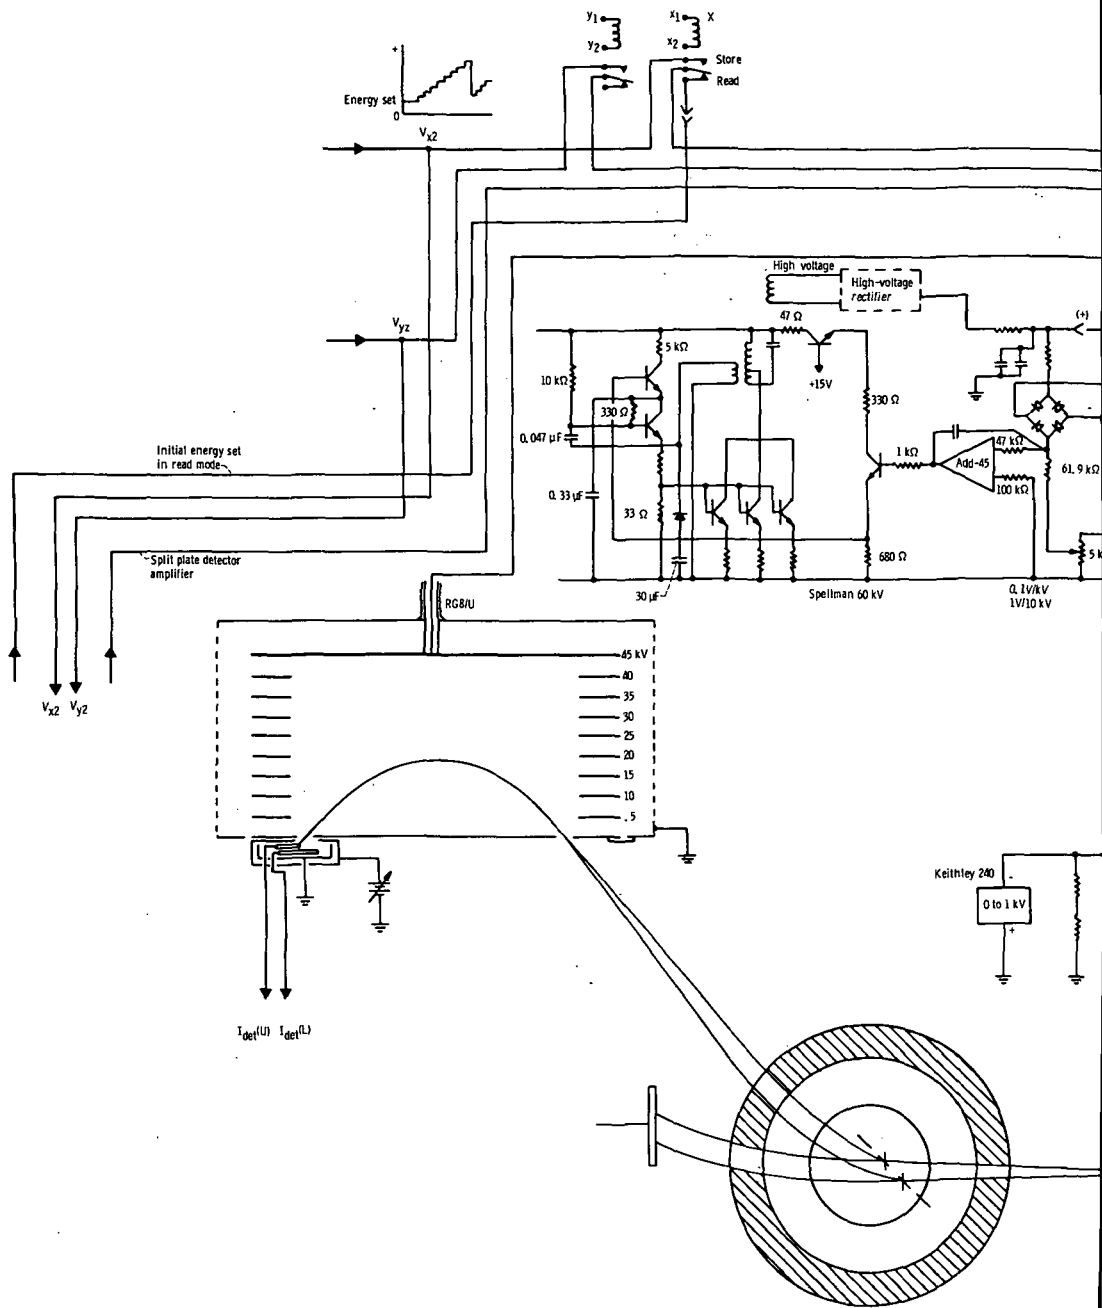 y1
y2
x1 X
x2
Store
Read
+
Energy set
0
Vx2
High voltage
High-voltage
rectifier
47 Ω
(+)
Vyz
5 kΩ
+15V
10 kΩ
330 Ω
330 Ω
0.047 μF
1 kΩ
Add-45
47 kΩ
61.9 kΩ
100 kΩ
Initial energy set
in read mode
0.33 μF
33 Ω
680 Ω
5 k
Split plate detector
amplifier
30 μF
Spellman 60 kV
0.1V/kV
1V/10 kV
RG8/U
45 kV
40
35
30
25
20
15
10
.5
Vx2 Vy2
Keithley 240
-
0 to 1 kV
+
Idet(U) Idet(L)